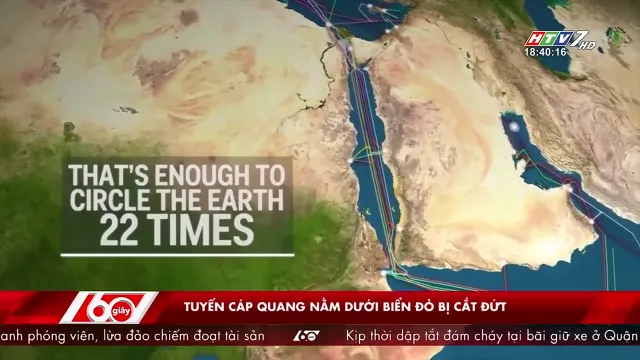 HTV7 HD
18:40:16
THAT'S ENOUGH TO
CIRCLE THE EARTH
22 TIMES
60 giây
TUYẾN CÁP QUANG NẰM DƯỚI BIỂN ĐỎ BỊ CẮT ĐỨT
anh phóng viên, lừa đảo chiếm đoạt tài sản 60 Kịp thời dập tắt đám cháy tại bãi giữ xe ở Quận